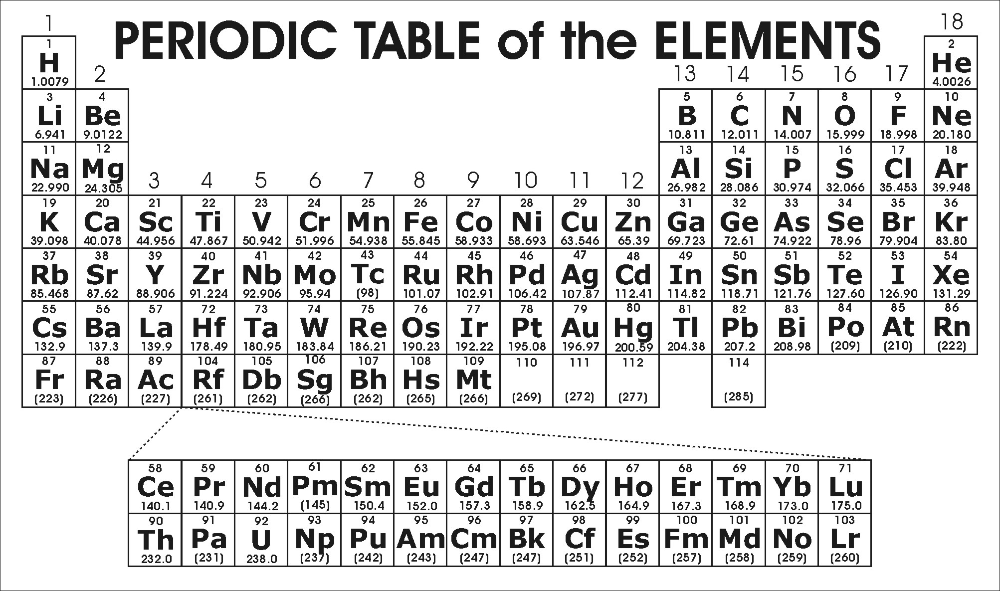 1 18
PERIODIC TABLE of the ELEMENTS
1 2
H He
1.0079 2 13 14 15 16 17 4.0026
3 4 5 6 7 8 9 10
Li Be B C N O F Ne
6.941 9.0122 10.811 12.011 14.007 15.999 18.998 20.180
11 12 13 14 15 16 17 18
Na Mg Al Si P S Cl Ar
3 4 5 6 7 8 9 10 11 12
22.990 24.305 26.982 28.086 30.974 32.066 35.453 39.948
19 20 21 22 23 24 25 26 27 28 29 30 31 32 33 34 35 36
K Ca Sc Ti V Cr Mn Fe Co Ni Cu Zn Ga Ge As Se Br Kr
39.098 40.078 44.956 47.867 50.942 51.996 54.938 55.845 58.933 58.693 63.546 65.39 69.723 72.61 74.922 78.96 79.904 83.80
37 38 39 40 41 42 43 44 45 46 47 48 49 50 51 52 53 54
Rb Sr Y Zr Nb Mo Tc Ru Rh Pd Ag Cd In Sn Sb Te I Xe
85.468 87.62 88.906 91.224 92.906 95.94 (98) 101.07 102.91 106.42 107.87 112.41 114.82 118.71 121.76 127.60 126.90 131.29
55 56 57 72 73 74 75 76 77 78 79 80 81 82 83 84 85 86
Cs Ba La Hf Ta W Re Os Ir Pt Au Hg Tl Pb Bi Po At Rn
132.9 137.3 139.9 178.49 180.95 183.84 186.21 190.23 192.22 195.08 196.97 200.59 204.38 207.2 208.98 (209) (210) (222)
87 88 89 104 105 106 107 108 109 110 111 112 114
Fr Ra Ac Rf Db Sg Bh Hs Mt
(223) (226) (227) (261) (262) (266) (262) (265) (266) (269) (272) (277) (285)
58 59 60 61 62 63 64 65 66 67 68 69 70 71
Ce Pr Nd Pm Sm Eu Gd Tb Dy Ho Er Tm Yb Lu
140.1 140.9 144.2 (145) 150.4 152.0 157.3 158.9 162.5 164.9 167.3 168.9 173.0 175.0
90 91 92 93 94 95 96 97 98 99 100 101 102 103
Th Pa U Np Pu Am Cm Bk Cf Es Fm Md No Lr
232.0 (231) 238.0 (237) (242) (243) (247) (247) (251) (252) (257) (258) (259) (260)